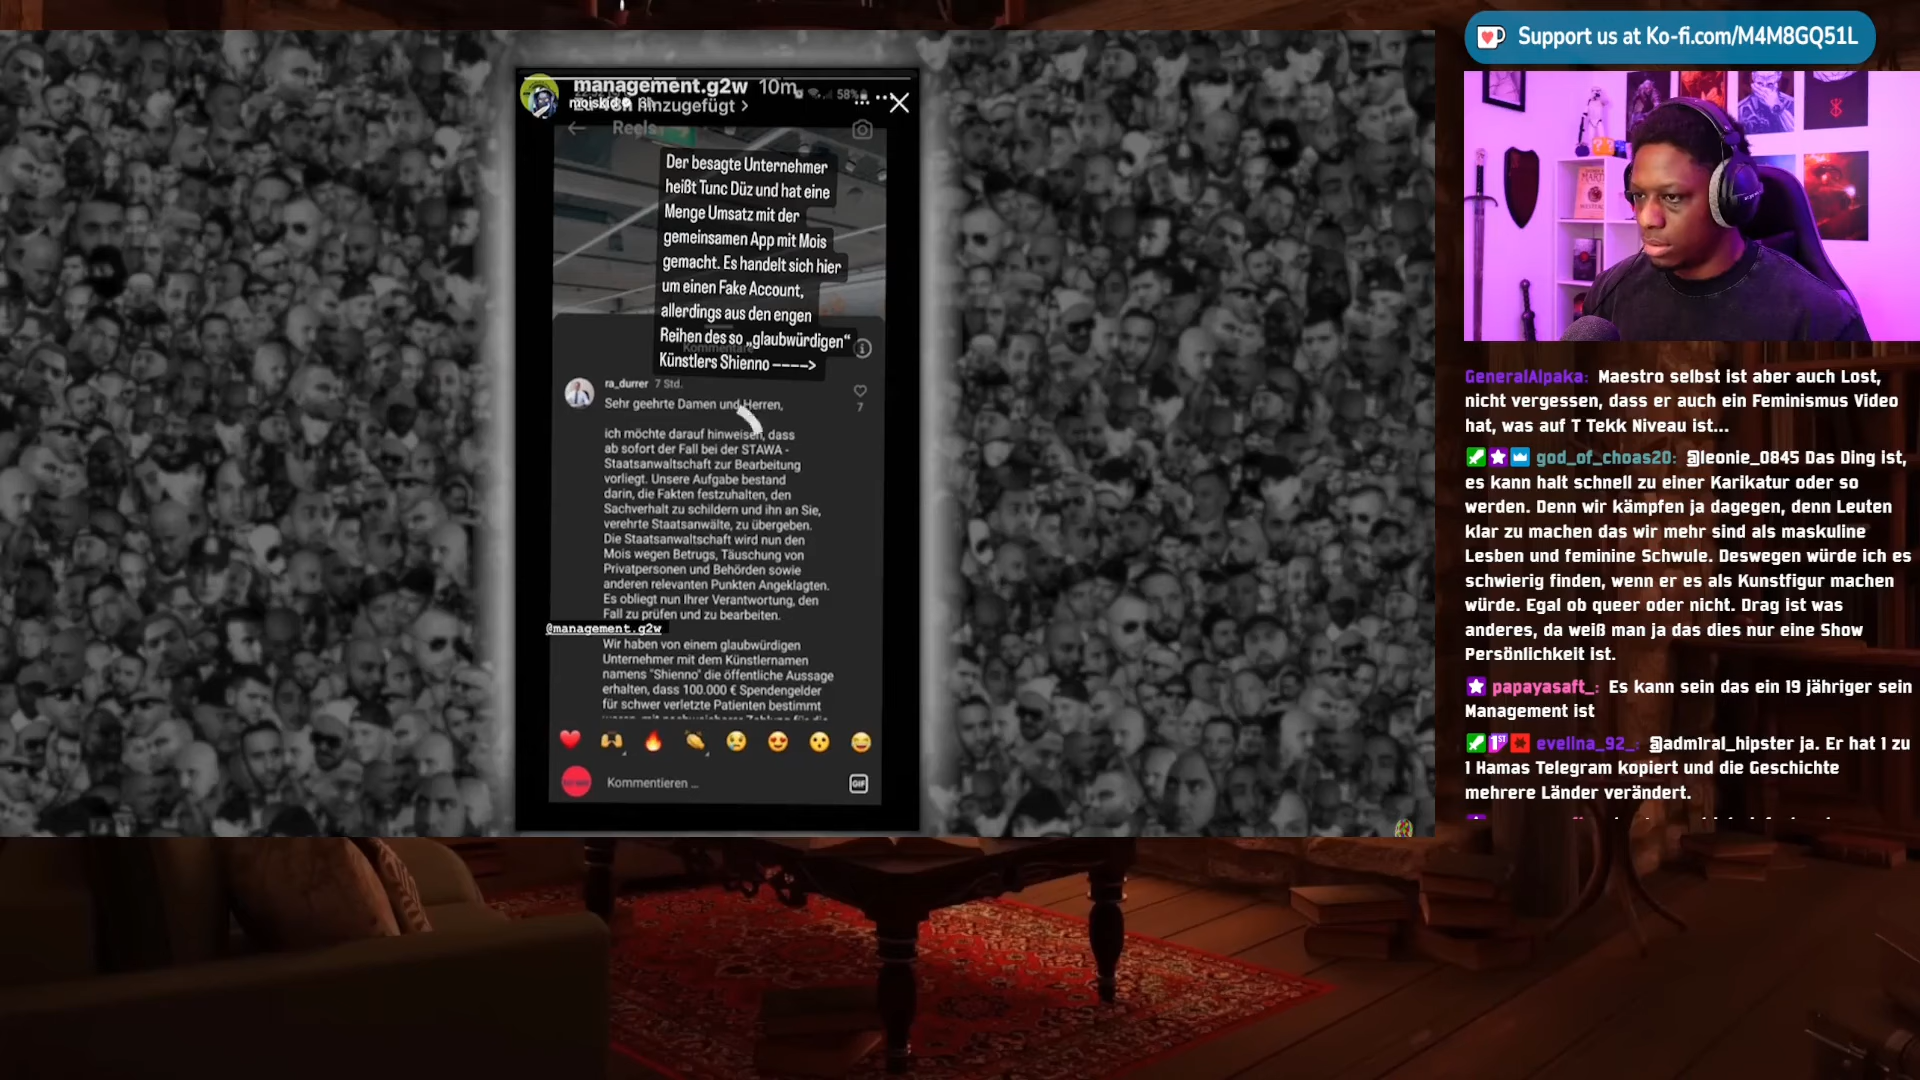 Support us at Ko-fi.com/M4M8GQ51L
management.g2w 10m
58%
moiskid
hinzugefügt >
Reels
Der besagte Unternehmer
heißt Tunc Düz und hat eine
Menge Umsatz mit der
gemeinsamen App mit Mois
gemacht. Es handelt sich hier
um einen Fake Account,
allerdings aus den engen
Reihen des so „glaubwürdigen“
Künstlers Shienno ---->
ra_durrer 7 Std.
Sehr geehrte Damen und Herren,
7
ich möchte darauf hinweisen, dass
ab sofort der Fall bei der STAWA -
Staatsanwaltschaft zur Bearbeitung
vorliegt. Unsere Aufgabe bestand
darin, die Fakten festzuhalten, den
Sachverhalt zu schildern und ihn an Sie,
verehrte Staatsanwälte, zu übergeben.
Die Staatsanwaltschaft wird nun den
Mois wegen Betrugs, Täuschung von
Privatpersonen und Behörden sowie
anderen relevanten Punkten Angeklagten.
Es obliegt nun Ihrer Verantwortung, den
Fall zu prüfen und zu bearbeiten.
@management.g2w
Wir haben von einem glaubwürdigen
Unternehmer mit dem Künstlernamen
namens "Shienno" die öffentliche Aussage
erhalten, dass 100.000 € Spendengelder
für schwer verletzte Patienten bestimmt
Kommentieren ...
GIF
GeneralAlpaka: Maestro selbst ist aber auch Lost,
nicht vergessen, dass er auch ein Feminismus Video
hat, was auf T Tekk Niveau ist...
god_of_choas20: @leonie_0845 Das Ding ist,
es kann halt schnell zu einer Karikatur oder so
werden. Denn wir kämpfen ja dagegen, denn Leuten
klar zu machen das wir mehr sind als maskuline
Lesben und feminine Schwule. Deswegen würde ich es
schwierig finden, wenn er es als Kunstfigur machen
würde. Egal ob queer oder nicht. Drag ist was
anderes, da weiß man ja das dies nur eine Show
Persönlichkeit ist.
papayasaft_: Es kann sein das ein 19 jähriger sein
Management ist
1ST evelina_92_: @adm1ral_hipster ja. Er hat 1 zu
1 Hamas Telegram kopiert und die Geschichte
mehrere Länder verändert.